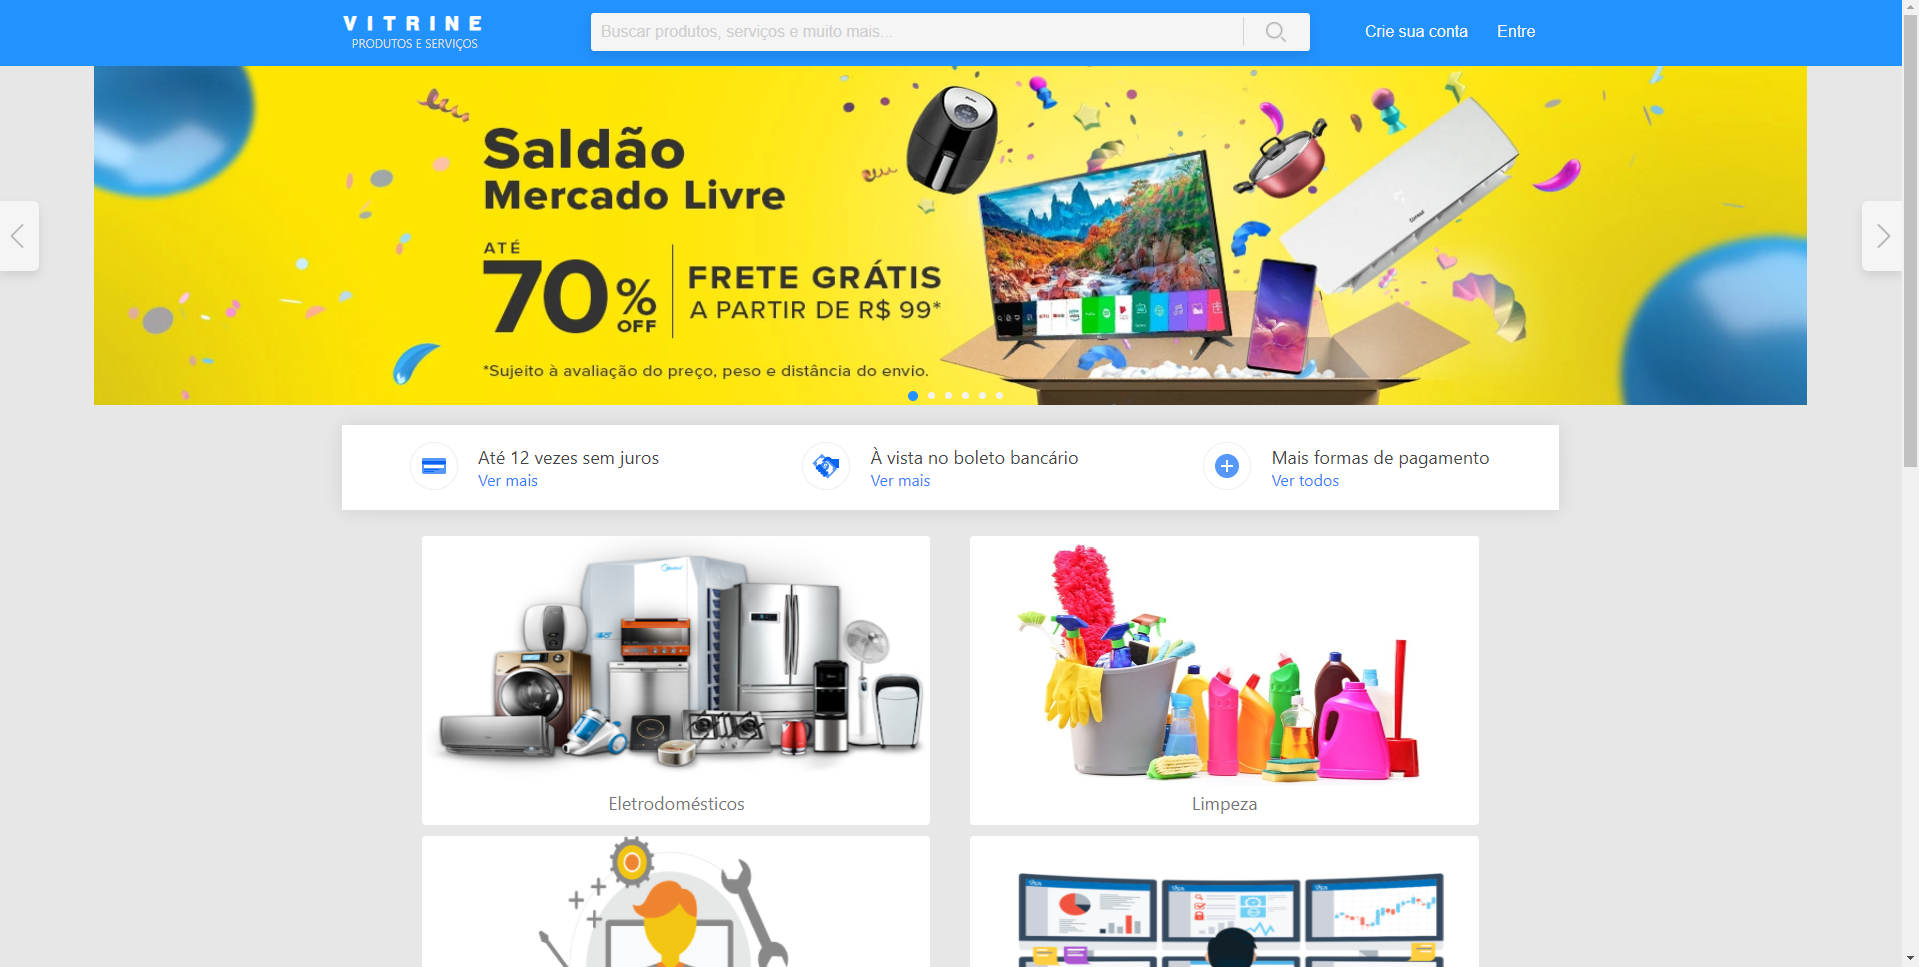 VITRINE
PRODUTOS E SERVIÇOS
Buscar produtos, serviços e muito mais...
Crie sua conta
Entre
Saldão
Mercado Livre
ATÉ
70% OFF
FRETE GRÁTIS
A PARTIR DE R$ 99*
*Sujeito à avaliação do preço, peso e distância do envio.
Até 12 vezes sem juros
Ver mais
À vista no boleto bancário
Ver mais
Mais formas de pagamento
Ver todos
Eletrodomésticos
Limpeza